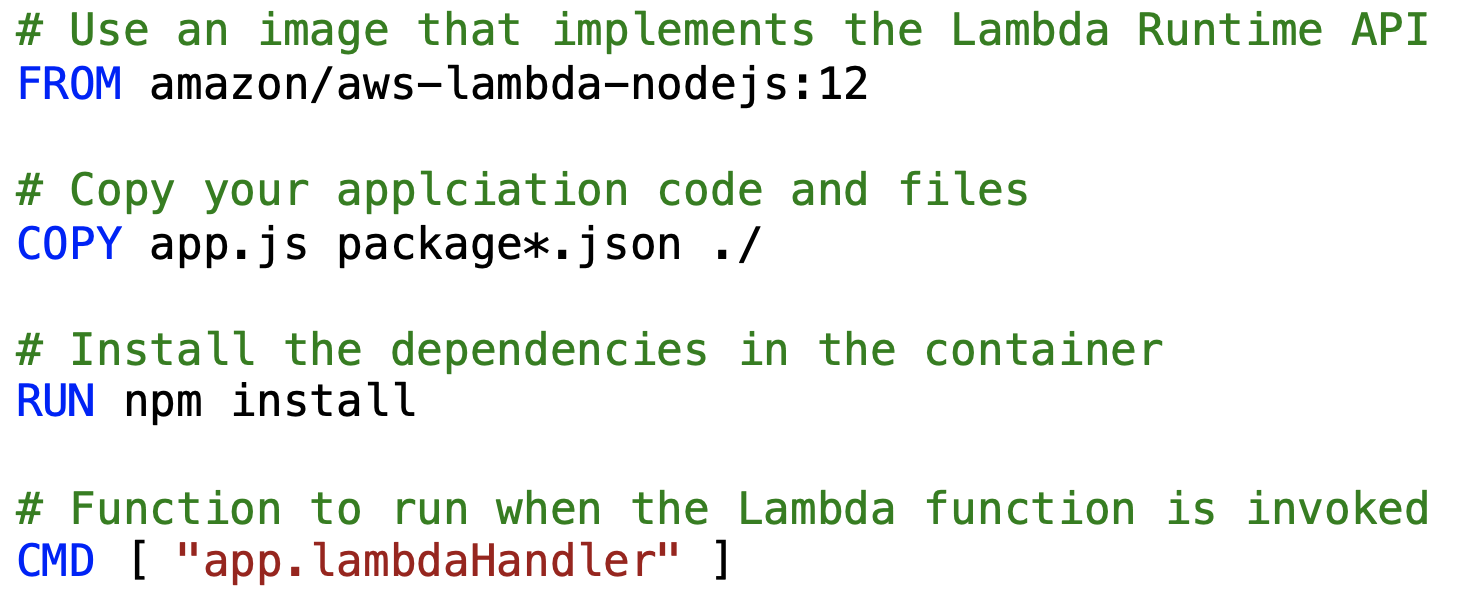 # Use an image that implements the Lambda Runtime API
FROM amazon/aws-lambda-nodejs:12
# Copy your applciation code and files
COPY app.js package*.json ./
# Install the dependencies in the container
RUN npm install
# Function to run when the Lambda function is invoked
CMD [ "app.lambdaHandler" ]